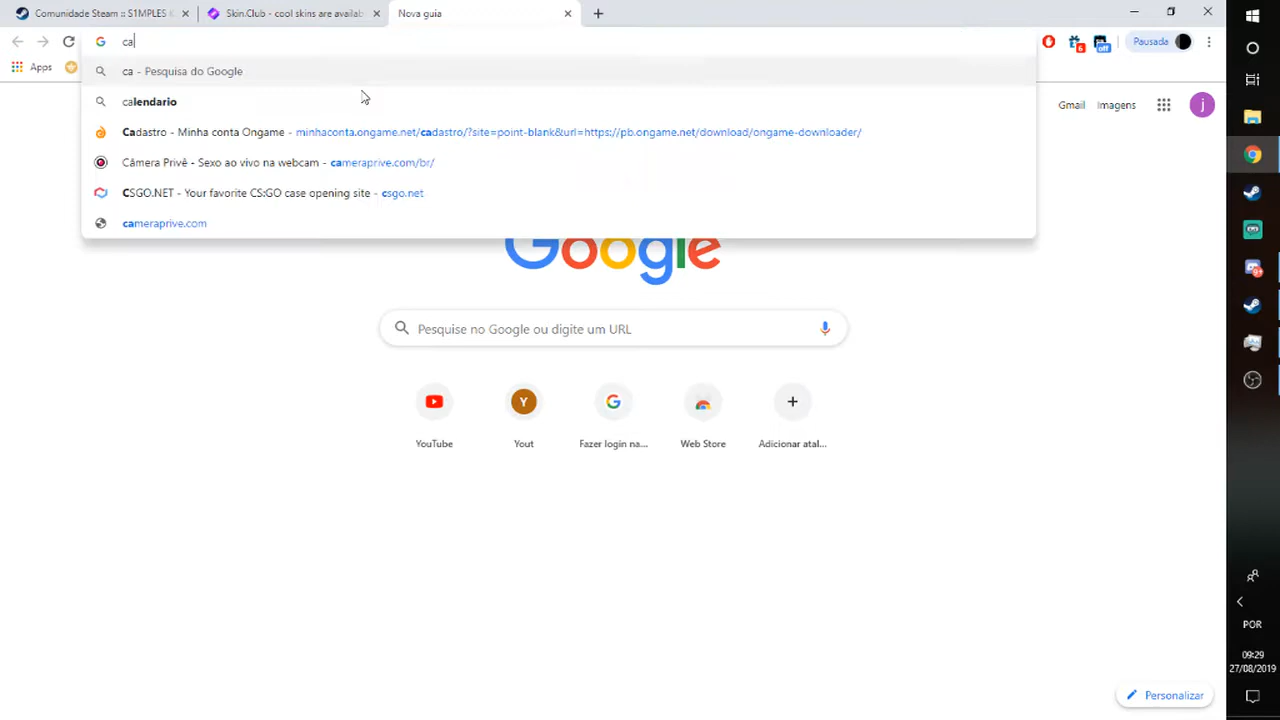 Comunidade Steam :: S1MPLES K
Skin.Club - cool skins are availab
Nova guia
ca
Pausada
Apps
ca - Pesquisa do Google
calendario
Cadastro - Minha conta Ongame - minhaconta.ongame.net/cadastro/?site=point-blank&url=https://pb.ongame.net/download/ongame-downloader/
Câmera Privê - Sexo ao vivo na webcam - cameraprive.com/br/
CSGO.NET - Your favorite CS:GO case opening site - csgo.net
cameraprive.com
Gmail
Imagens
j
Google
Pesquise no Google ou digite um URL
Y
YouTube
Yout
Fazer login na...
Web Store
Adicionar atal...
Personalizar
POR
09:29
27/08/2019